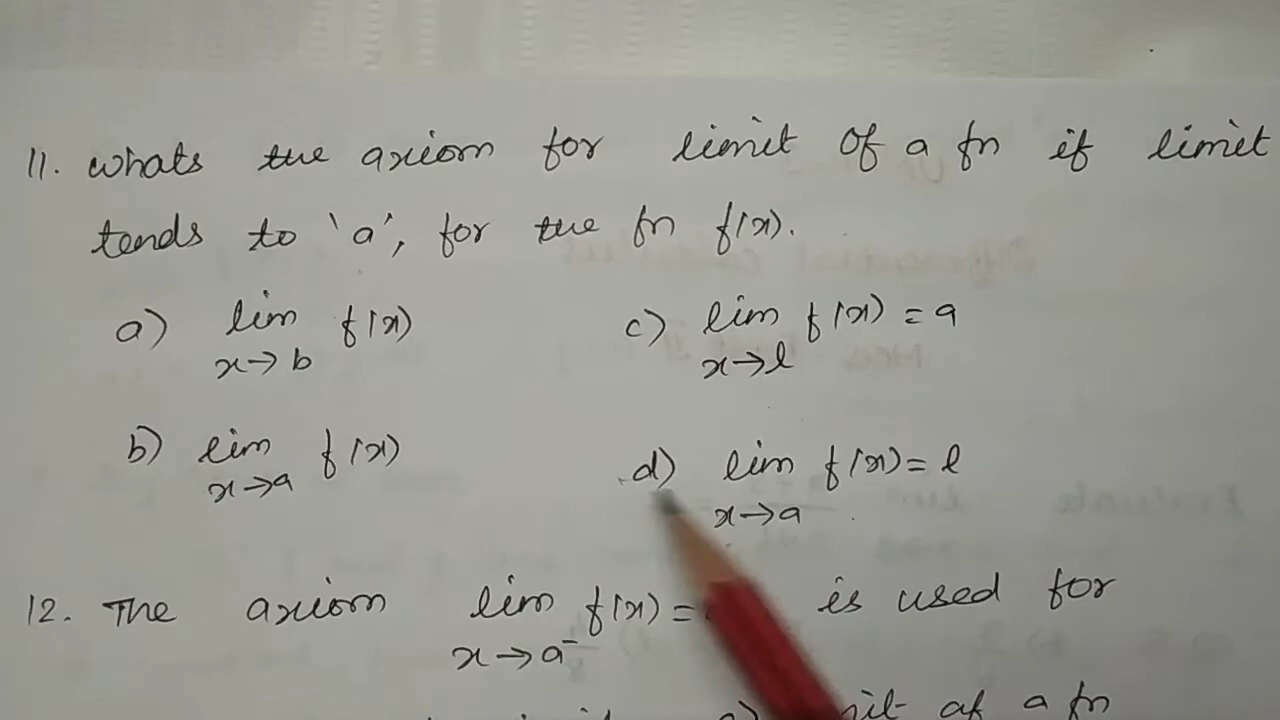 11. whats the axiom for limit of a fn if limit
tends to 'a', for the fn f(x).
a) lim f(x)
x→b
c) lim f(x) = a
x→l
b) lim f(x)
x→a
d) lim f(x) = l
x→a
12. The axiom lim f(x) = is used for
x→a⁻
of a fn